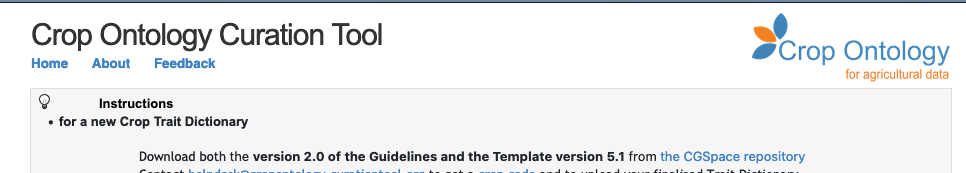 Crop Ontology Curation Tool
Home About Feedback
Crop Ontology
for agricultural data
Instructions
• for a new Crop Trait Dictionary
Download both the version 2.0 of the Guidelines and the Template version 5.1 from the CGSpace repository